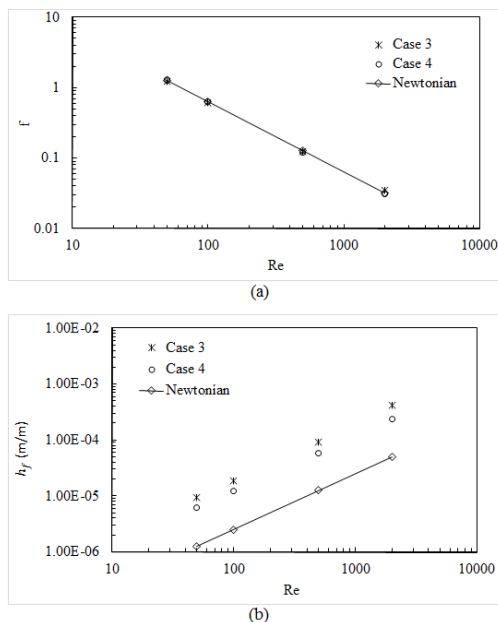 10
1
0.1
0.01
f
Case 3
Case 4
Newtonian
10
100
1000
10000
Re
(a)
1.00E-02
1.00E-03
1.00E-04
1.00E-05
1.00E-06
h_f (m/m)
Case 3
Case 4
Newtonian
10
100
1000
10000
Re
(b)